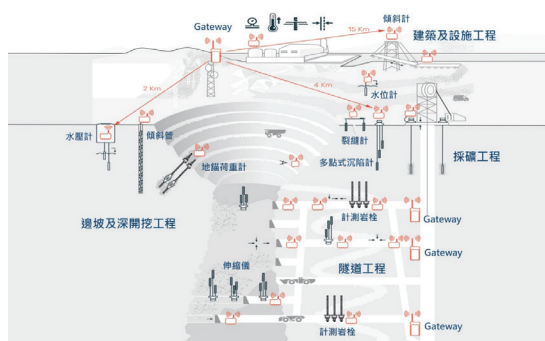 Gateway
傾斜計
15 Km
建築及設施工程
2 Km
4 Km
水位計
水壓計
傾斜管
裂縫計
地錨荷重計
多點式沉陷計
採礦工程
邊坡及深開挖工程
計測岩栓
Gateway
Gateway
伸縮儀
隧道工程
計測岩栓
Gateway